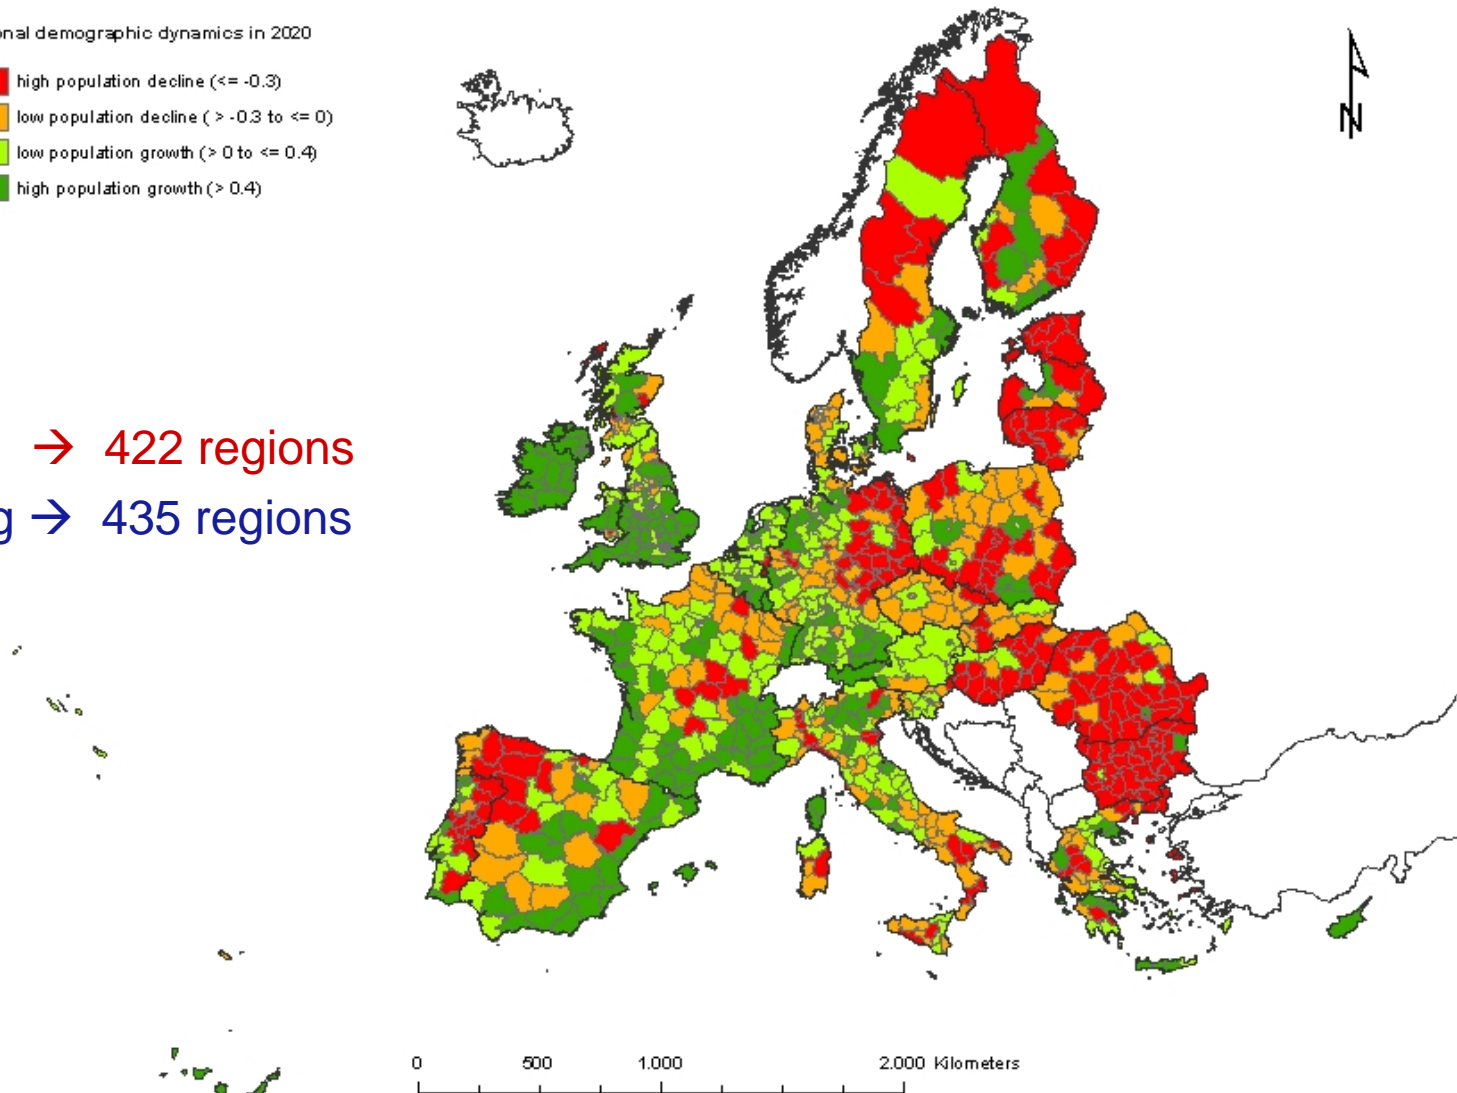 onal demographic dynamics in 2020
high population decline (<= -0.3)
low population decline ( > -0.3 to <= 0)
low population growth (> 0 to <= 0.4)
high population growth (> 0.4)
N
→ 422 regions
g → 435 regions
0 500 1.000 2.000 Kilometers